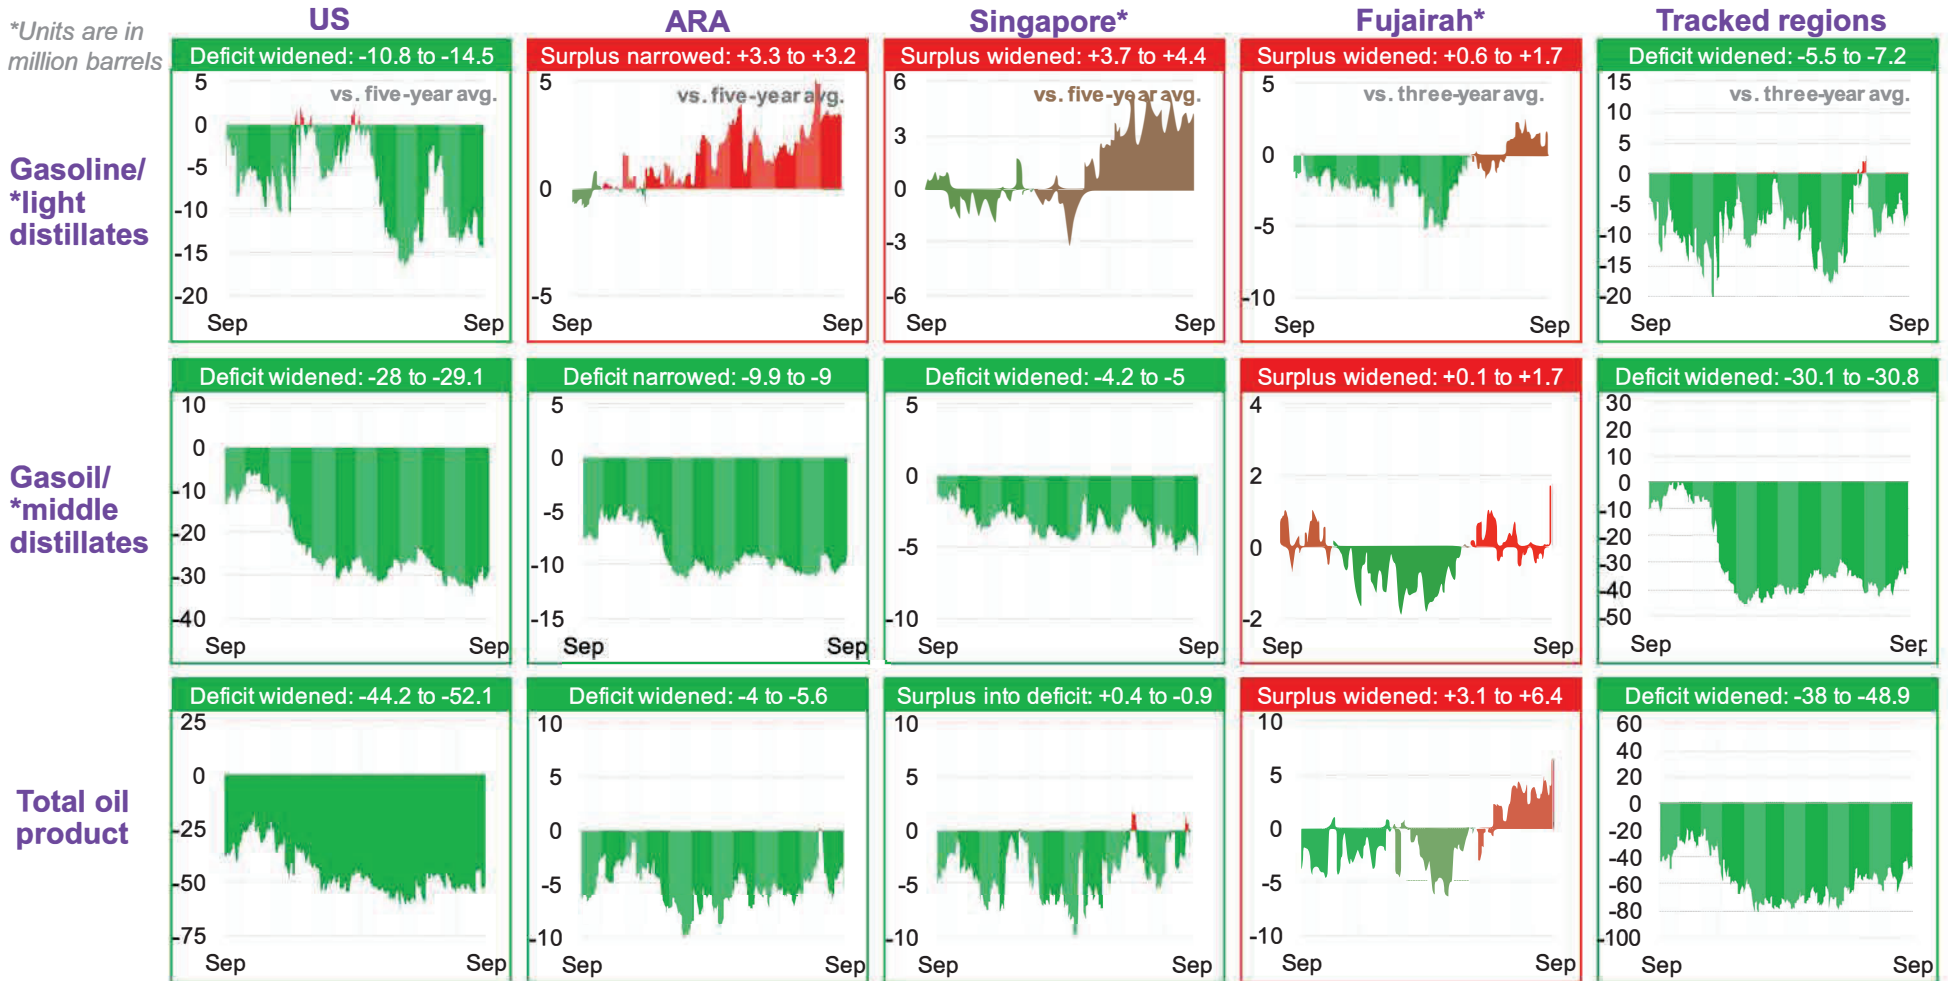 *Units are in
million barrels
US
ARA
Singapore*
Fujairah*
Tracked regions
Gasoline/
*light
distillates
Deficit widened: -10.8 to -14.5
vs. five-year avg.
5
0
-5
-10
-15
-20
Sep
Sep
Surplus narrowed: +3.3 to +3.2
vs. five-year avg.
5
0
-5
Sep
Sep
Surplus widened: +3.7 to +4.4
vs. five-year avg.
6
3
0
-3
-6
Sep
Sep
Surplus widened: +0.6 to +1.7
vs. three-year avg.
5
0
-5
-10
Sep
Sep
Deficit widened: -5.5 to -7.2
vs. three-year avg.
15
10
5
0
-5
-10
-15
-20
Sep
Sep
Gasoil/
*middle
distillates
Deficit widened: -28 to -29.1
10
0
-10
-20
-30
-40
Sep
Sep
Deficit narrowed: -9.9 to -9
5
0
-5
-10
-15
Sep
Sep
Deficit widened: -4.2 to -5
5
0
-5
-10
Sep
Sep
Surplus widened: +0.1 to +1.7
4
2
0
-2
Sep
Sep
Deficit widened: -30.1 to -30.8
30
20
10
0
-10
-20
-30
-40
-50
Sep
Sep
Total oil
product
Deficit widened: -44.2 to -52.1
25
0
-25
-50
-75
Sep
Sep
Deficit widened: -4 to -5.6
10
5
0
-5
-10
Sep
Sep
Surplus into deficit: +0.4 to -0.9
10
5
0
-5
-10
Sep
Sep
Surplus widened: +3.1 to +6.4
10
5
0
-5
-10
Sep
Sep
Deficit widened: -38 to -48.9
60
40
20
0
-20
-40
-60
-80
-100
Sep
Sep